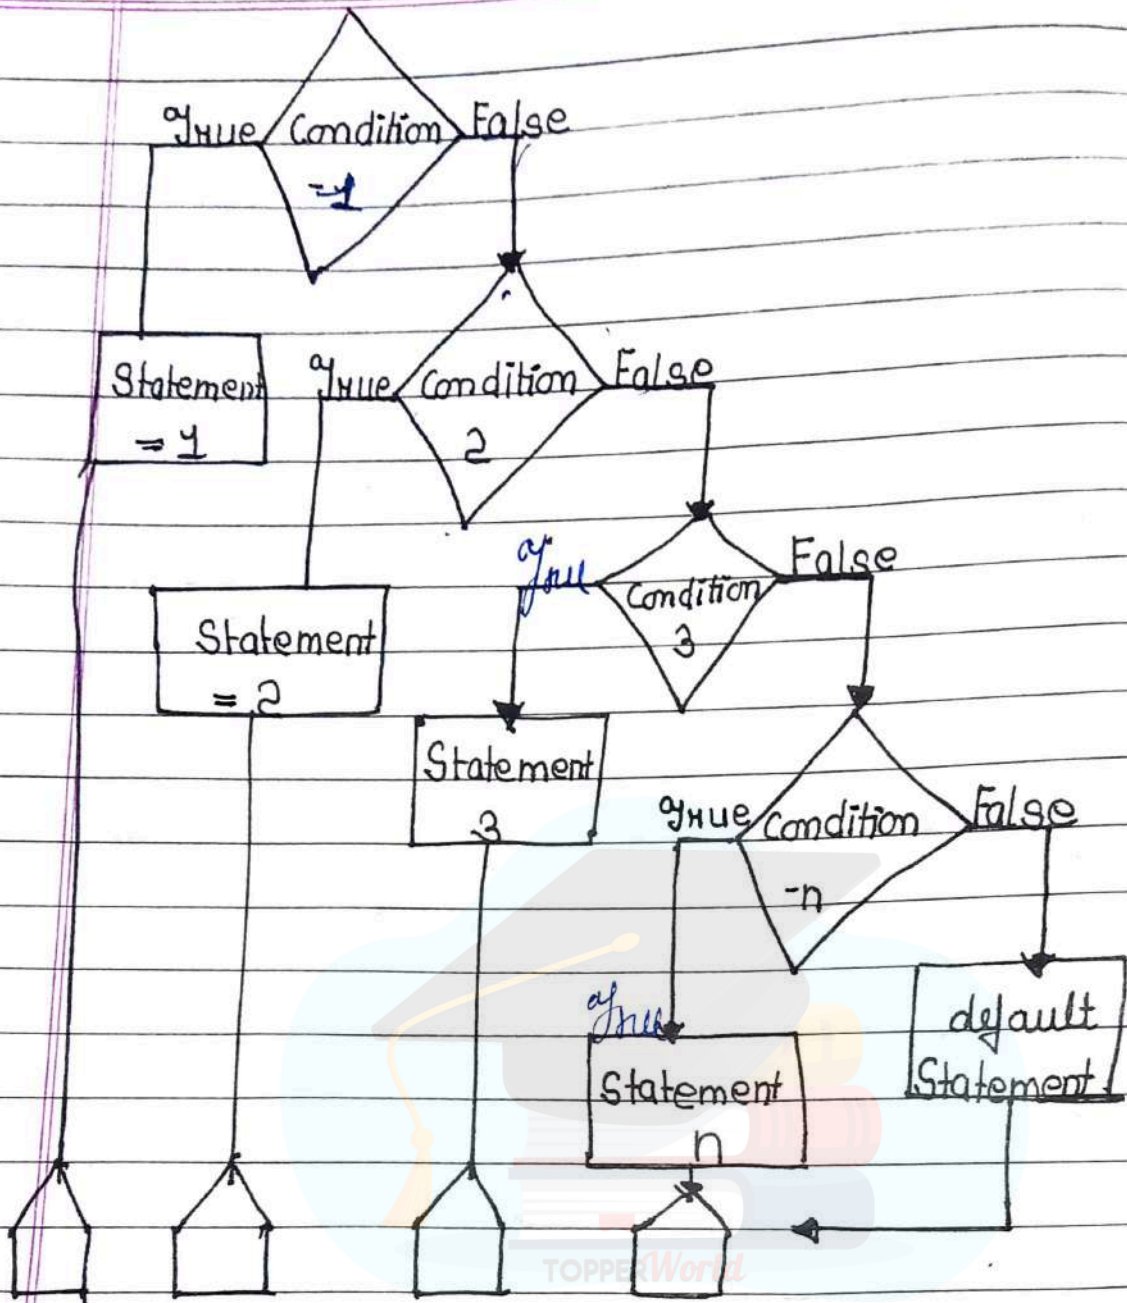 True Condition False
-1
Statement
= 1
True Condition False
2
Statement
= 2
True Condition False
3
Statement
3
True Condition False
-n
True
Statement
n
default
Statement
TOPPERWorld